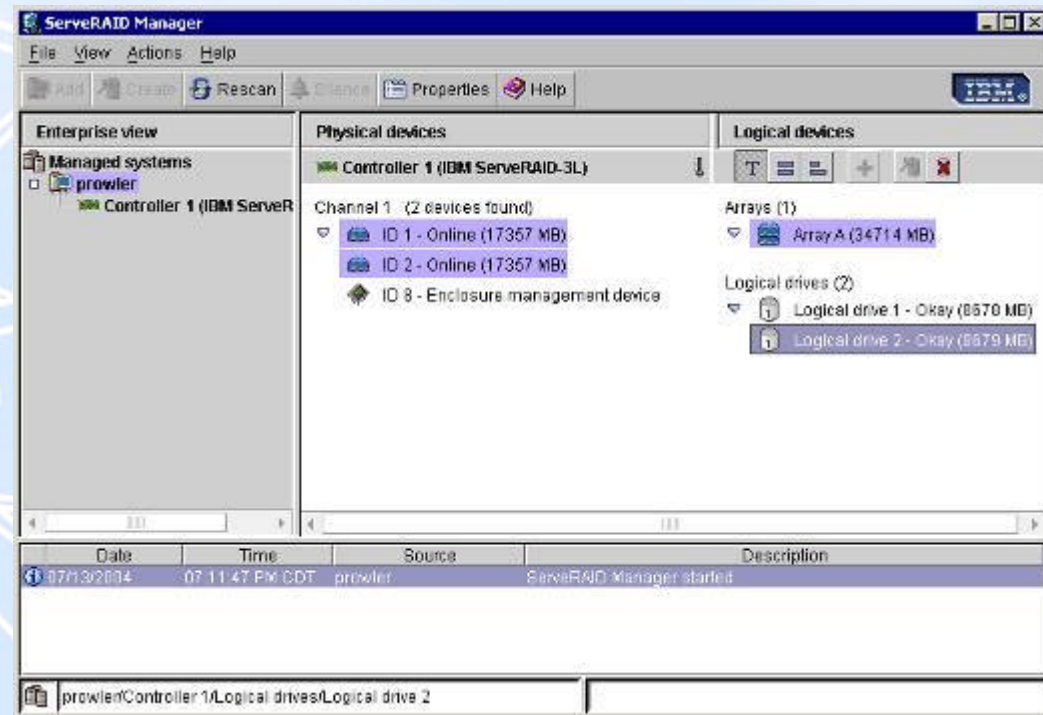 ServeRAID Manager
File View Actions Help
Add Create Rescan Silence Properties Help
IBM
Enterprise view
Managed systems
prowler
Controller 1 (IBM ServeR
Physical devices
Controller 1 (IBM ServeRAID-3L)
Channel 1 (2 devices found)
ID 1 - Online (17357 MB)
ID 2 - Online (17357 MB)
ID 8 - Enclosure management device
Logical devices
T
Arrays (1)
Array A (34714 MB)
Logical drives (2)
1 Logical drive 1 - Okay (8678 MB)
1 Logical drive 2 - Okay (8679 MB)
Date Time Source Description
07/13/2004 07:11:47 PM CDT prowler ServeRAID Manager started
prowler/Controller 1/Logical drives/Logical drive 2